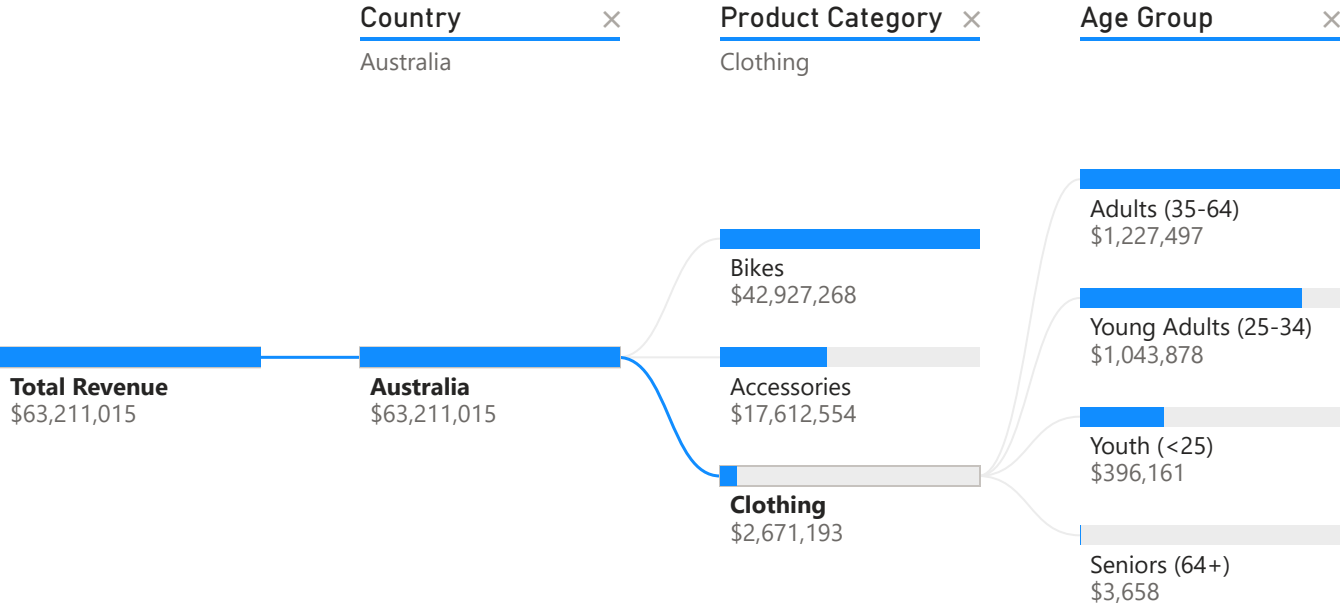 Country
Product Category
Age Group
Australia
Clothing
Total Revenue
$63,211,015
Australia
$63,211,015
Bikes
$42,927,268
Accessories
$17,612,554
Clothing
$2,671,193
Adults (35-64)
$1,227,497
Young Adults (25-34)
$1,043,878
Youth (<25)
$396,161
Seniors (64+)
$3,658